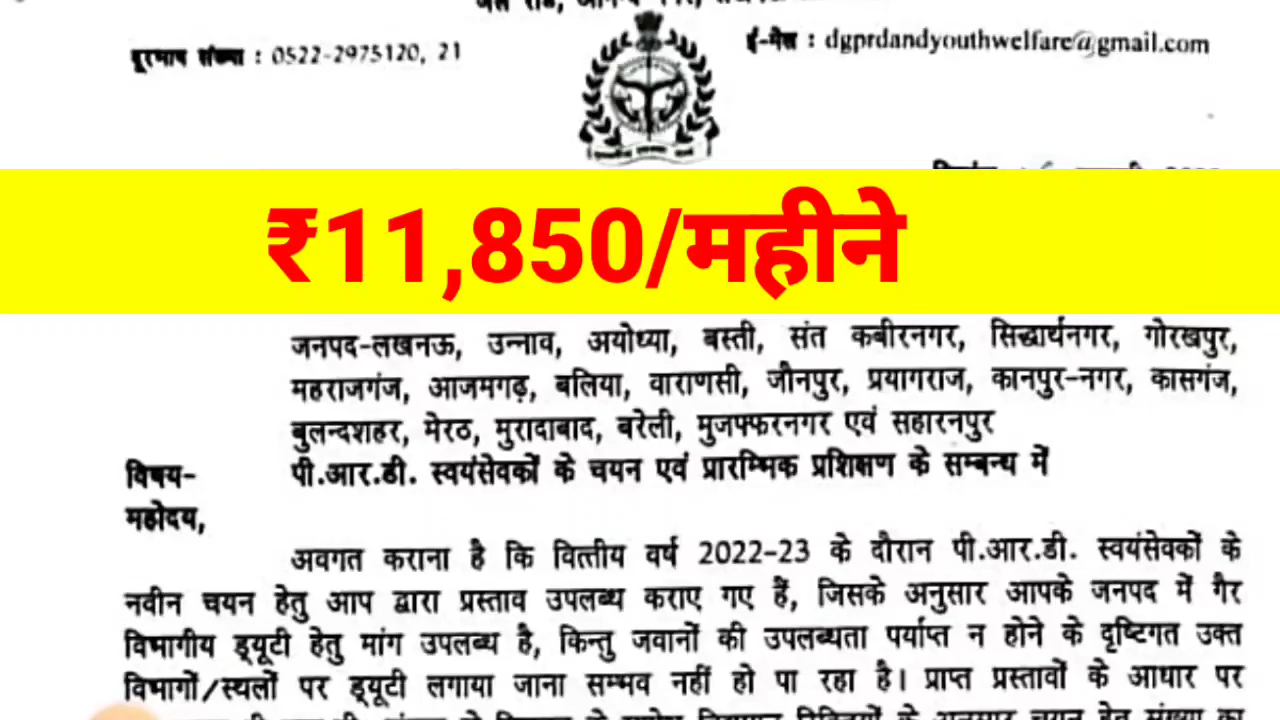 दूरभाष संख्या : 0522-2975120, 21
ई-मेल : dgprdandyouthwelfare@gmail.com
₹11,850/महीने
जनपद-लखनऊ, उन्नाव, अयोध्या, बस्ती, संत कबीरनगर, सिद्धार्थनगर, गोरखपुर,
महराजगंज, आजमगढ़, बलिया, वाराणसी, जौनपुर, प्रयागराज, कानपुर-नगर, कासगंज,
बुलन्दशहर, मेरठ, मुरादाबाद, बरेली, मुजफ्फरनगर एवं सहारनपुर
विषय- पी.आर.डी. स्वयंसेवकों के चयन एवं प्रारम्भिक प्रशिक्षण के सम्बन्ध में
महोदय,
अवगत कराना है कि वित्तीय वर्ष 2022-23 के दौरान पी.आर.डी. स्वयंसेवकों के
नवीन चयन हेतु आप द्वारा प्रस्ताव उपलब्ध कराए गए हैं, जिसके अनुसार आपके जनपद में गैर
विभागीय ड्यूटी हेतु मांग उपलब्ध है, किन्तु जवानों की उपलब्धता पर्याप्त न होने के दृष्टिगत उक्त
विभागों/स्थलों पर ड्यूटी लगाया जाना सम्भव नहीं हो पा रहा है। प्राप्त प्रस्तावों के आधार पर